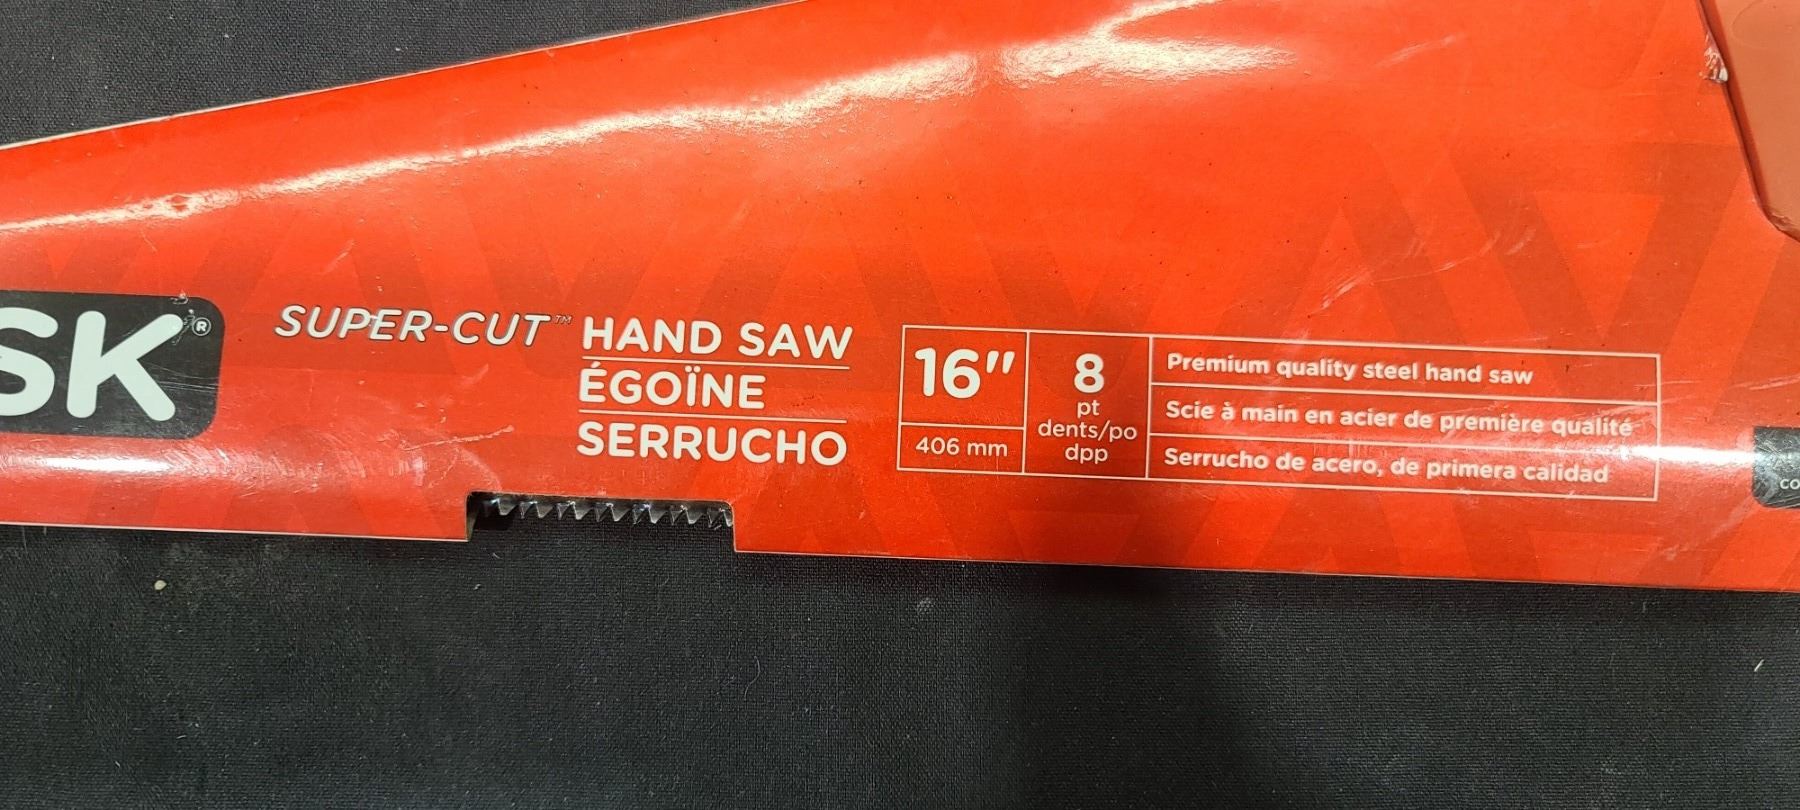 SK®
SUPER-CUT™
HAND SAW
ÉGOÏNE
SERRUCHO
16"
406 mm
8
pt
dents/po
dpp
Premium quality steel hand saw
Scie à main en acier de première qualité
Serrucho de acero, de primera calidad